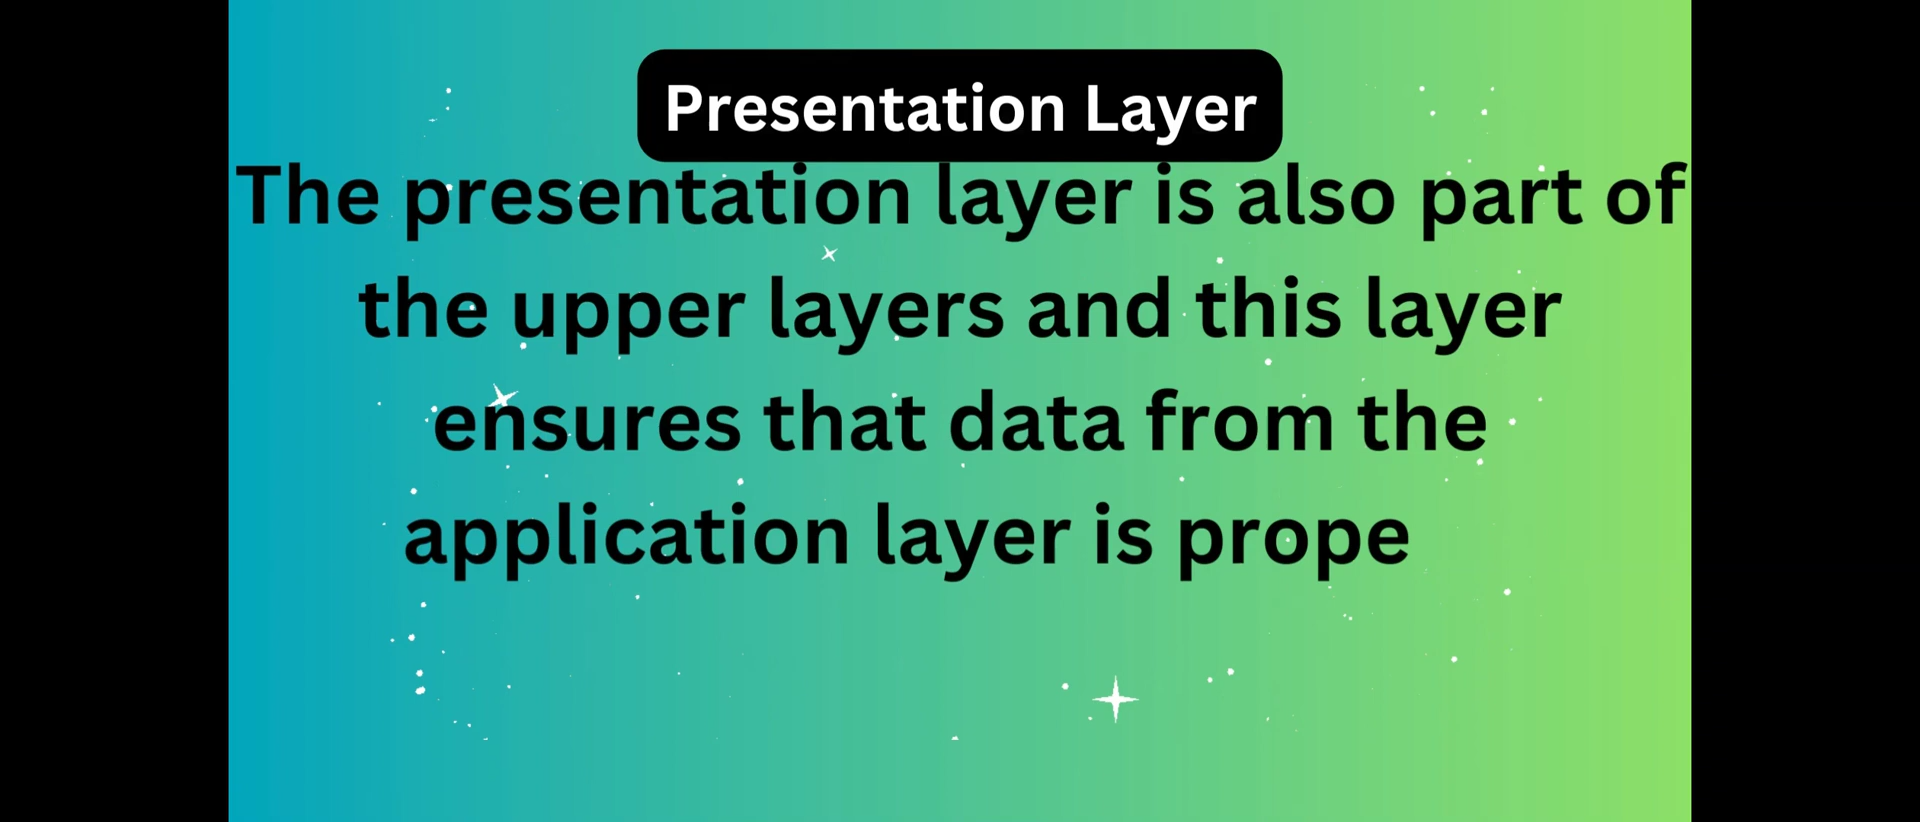 Presentation Layer
The presentation layer is also part of
the upper layers and this layer
ensures that data from the
application layer is prope